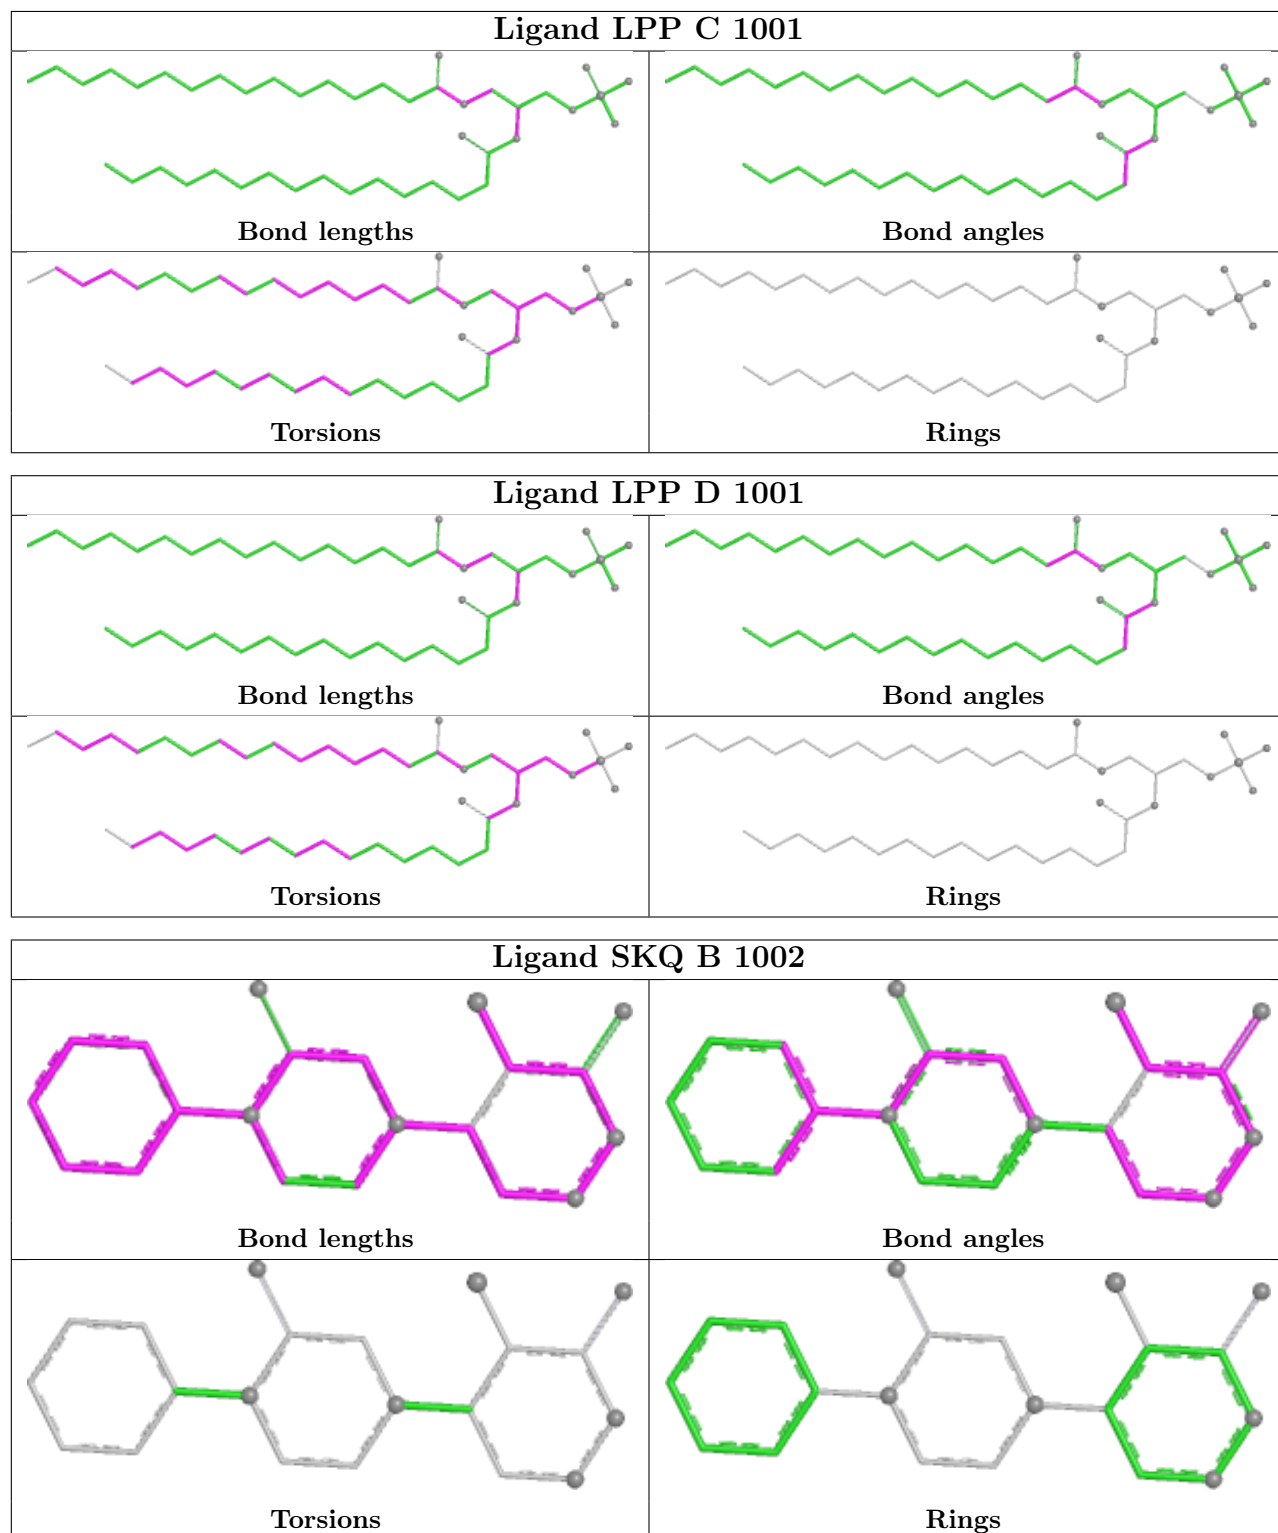 Ligand LPP C 1001
Bond lengths
Bond angles
Torsions
Rings
Ligand LPP D 1001
Bond lengths
Bond angles
Torsions
Rings
Ligand SKQ B 1002
Bond lengths
Bond angles
Torsions
Rings